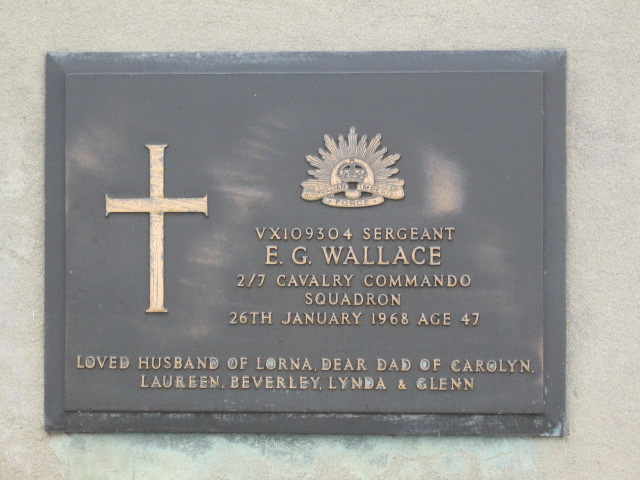 AUSTRALIAN MILITARY
FORCES
VX109304 SERGEANT
E. G. WALLACE
2/7 CAVALRY COMMANDO
SQUADRON
26TH JANUARY 1968 AGE 47
LOVED HUSBAND OF LORNA, DEAR DAD OF CAROLYN,
LAUREEN, BEVERLEY, LYNDA & GLENN